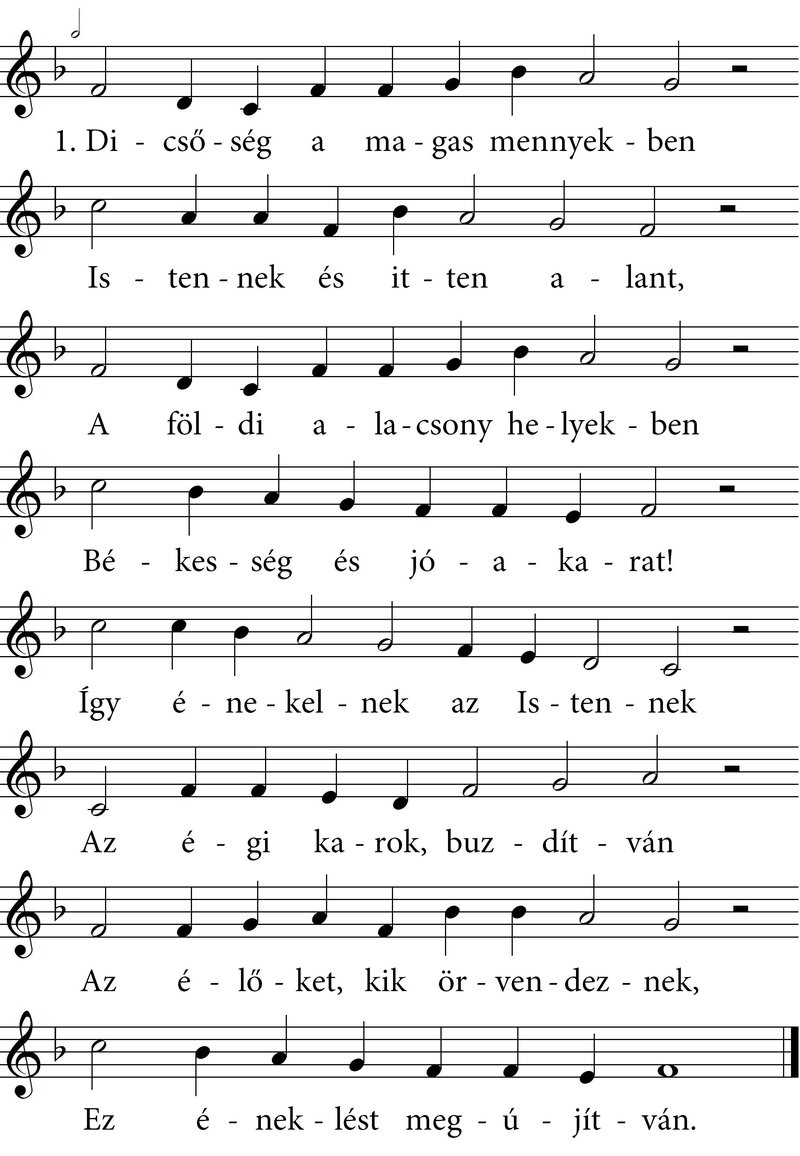 1. Di - cső - ség a ma - gas mennyek - ben
Is - ten - nek és it - ten a - lant,
A föl - di a - la - csony he - lyek - ben
Bé - kes - ség és jó - a - ka - rat!
Így é - ne - kel - nek az Is - ten - nek
Az é - gi ka - rok, buz - dít - ván
Az é - lő - ket, kik ör - ven - dez - nek,
Ez é - nek - lést meg - ú - jít - ván.